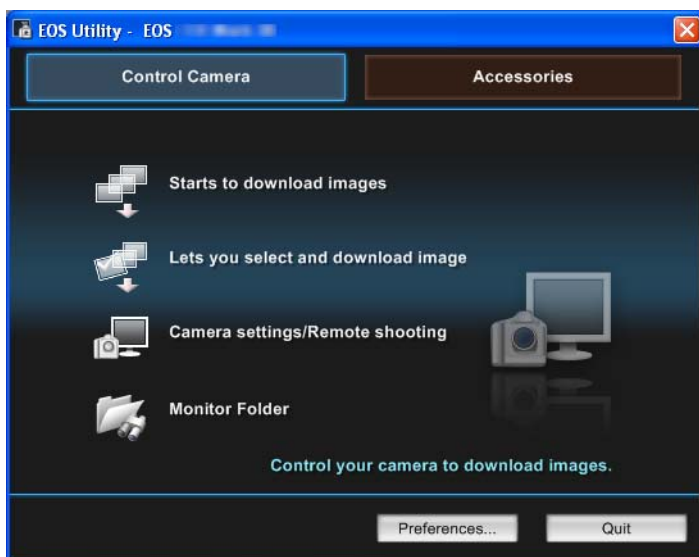 EOS Utility - EOS
Control Camera
Accessories
Starts to download images
Lets you select and download image
Camera settings/Remote shooting
Monitor Folder
Control your camera to download images.
Preferences...
Quit